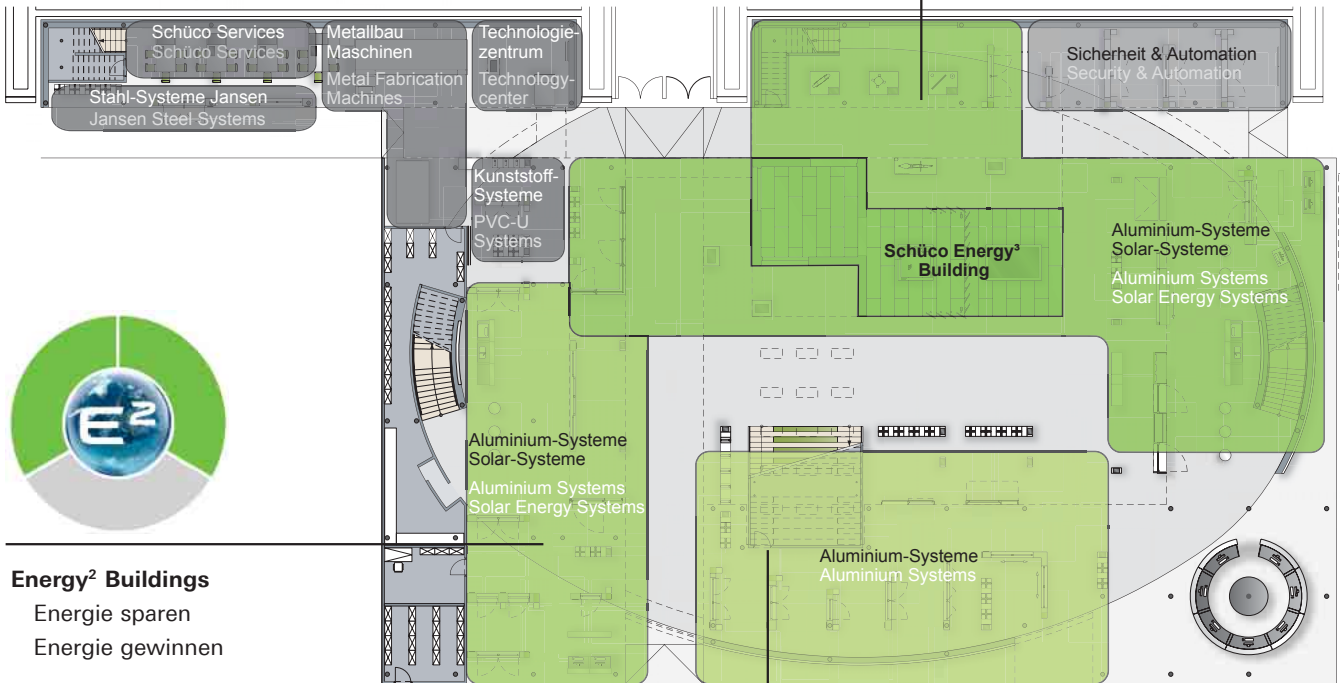 Schüco Services
Schüco Services
Metallbau
Maschinen
Metal Fabrication
Machines
Technologie-
zentrum
Technology-
center
Stahl-Systeme Jansen
Jansen Steel Systems
Sicherheit & Automation
Security & Automation
Kunststoff-
Systeme
PVC-U
Systems
Schüco Energy³
Building
Aluminium-Systeme
Solar-Systeme
Aluminium Systems
Solar Energy Systems
E²
Aluminium-Systeme
Solar-Systeme
Aluminium Systems
Solar Energy Systems
Aluminium-Systeme
Aluminium Systems
Energy² Buildings
Energie sparen
Energie gewinnen